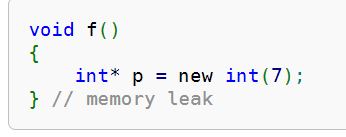 void f()
{
    int* p = new int(7);
} // memory leak